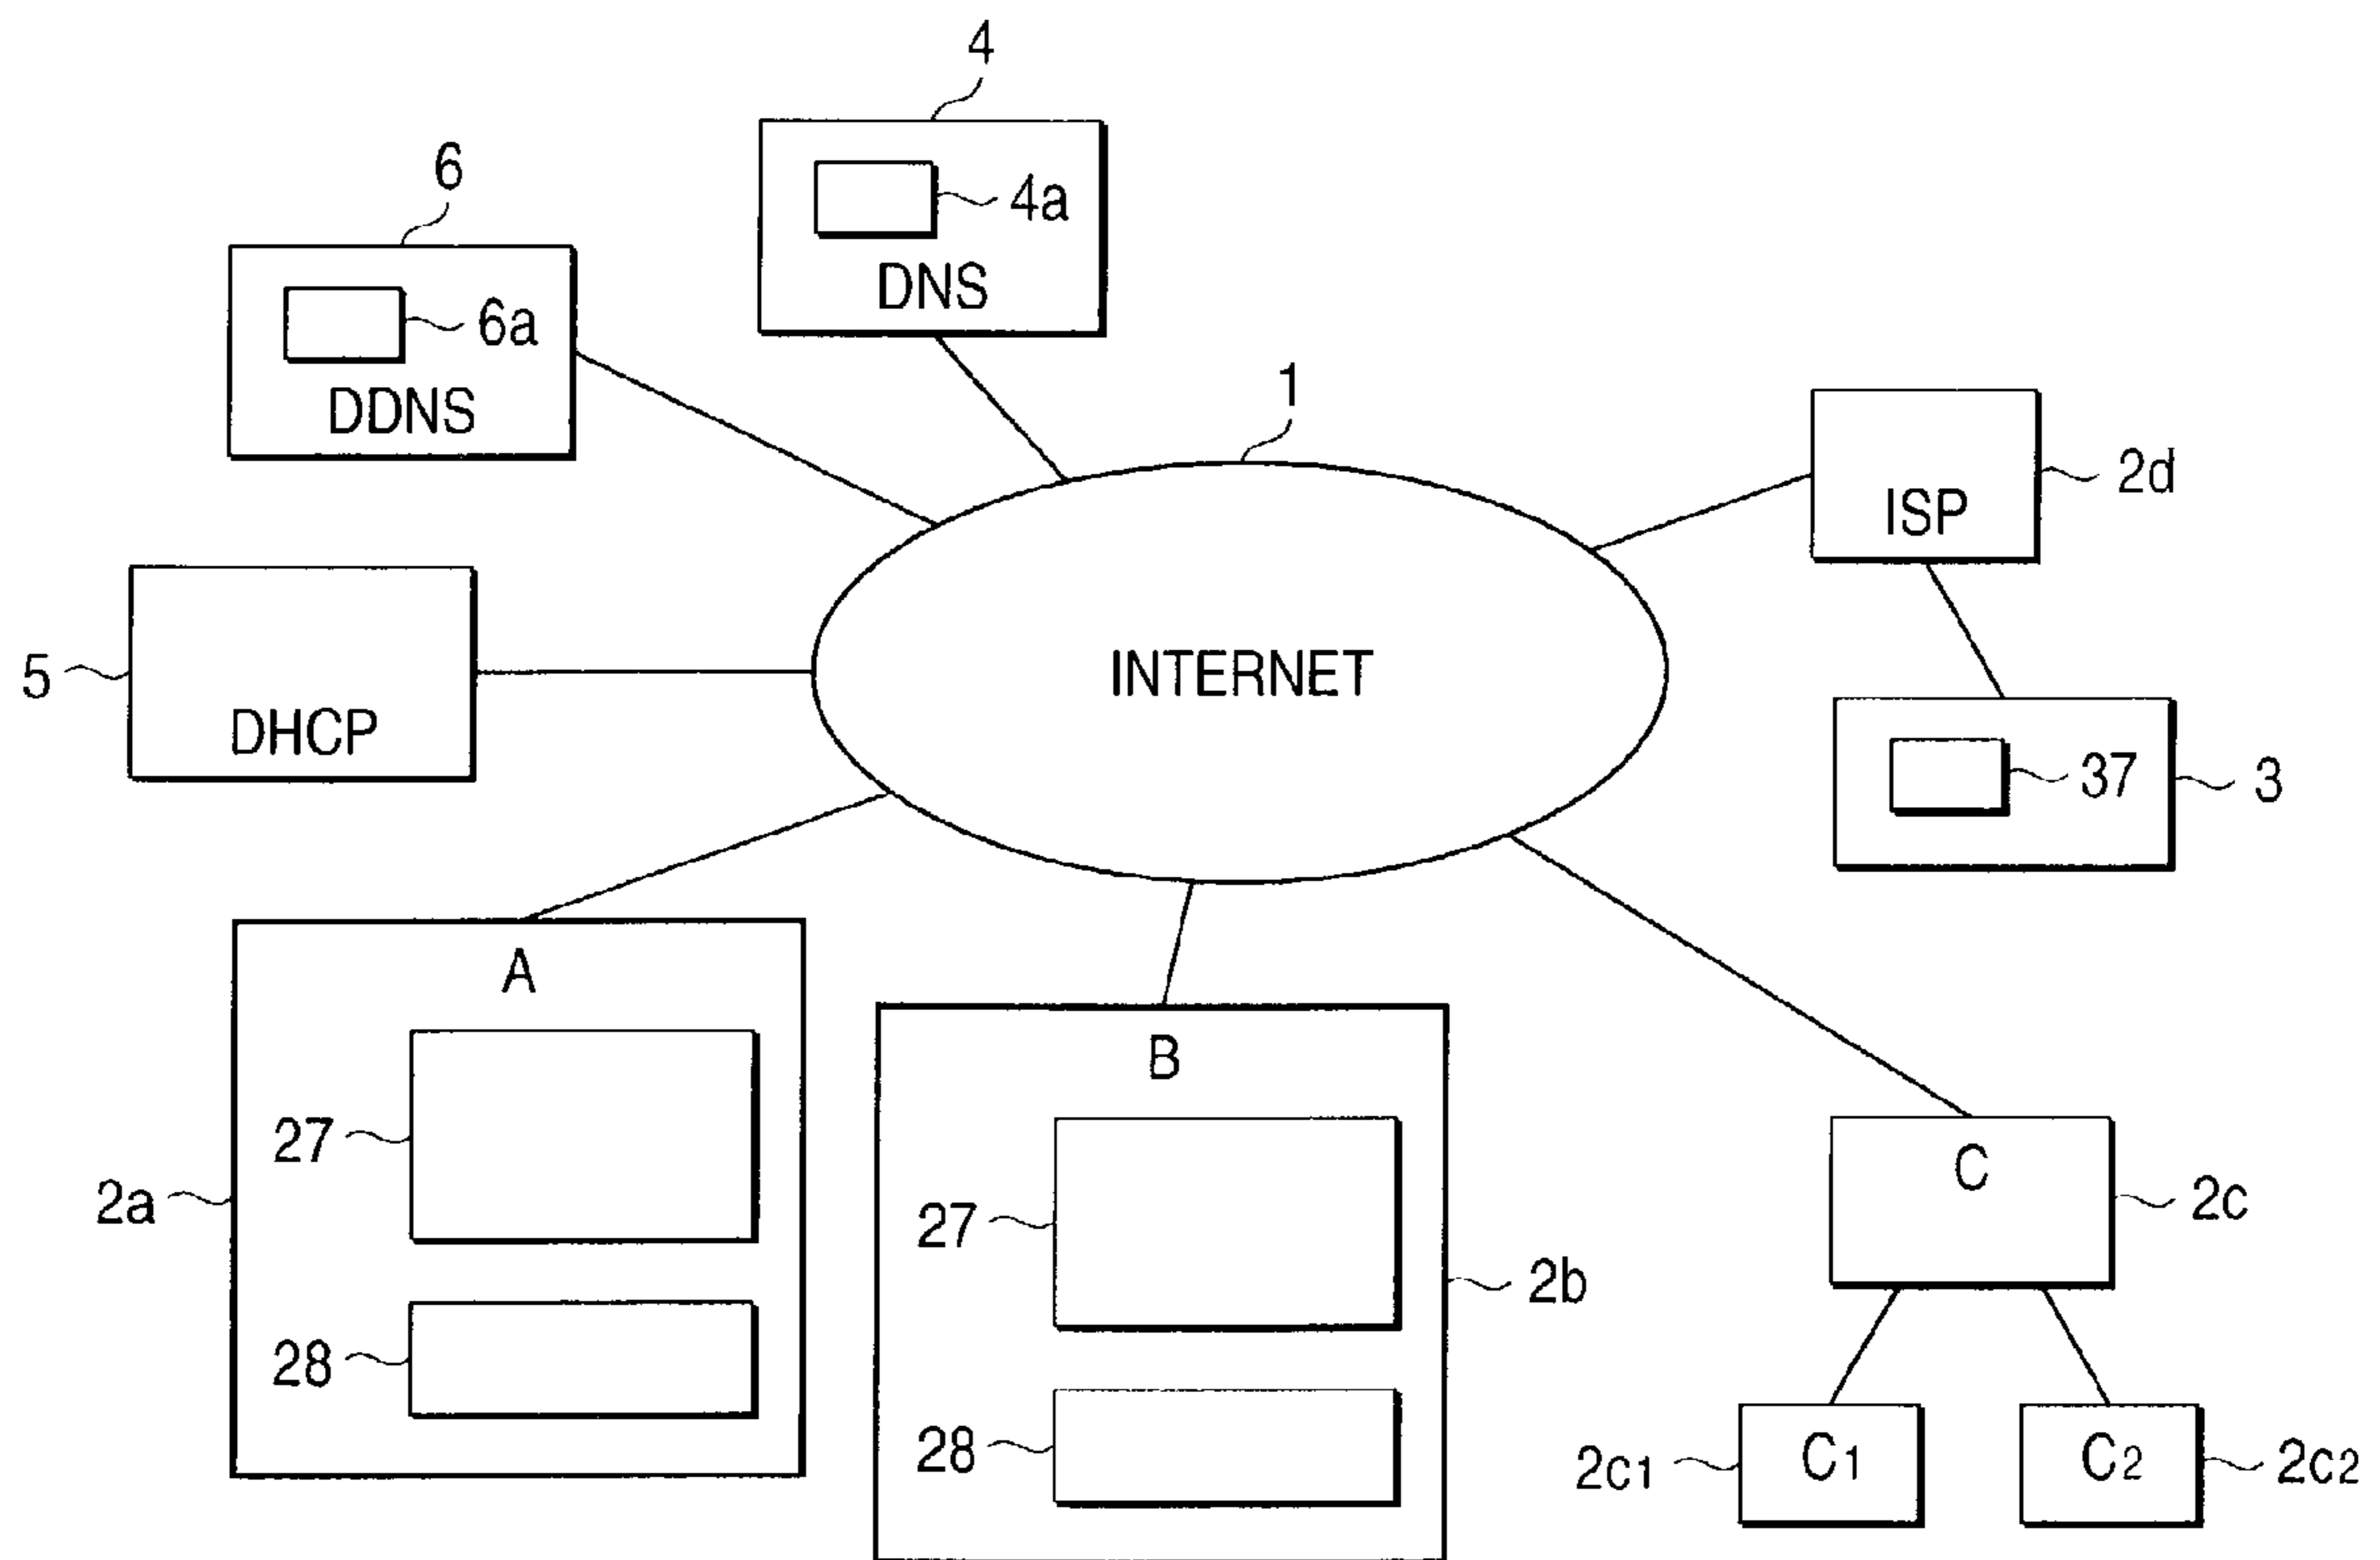 4
4a
DNS
6
6a
DDNS
1
INTERNET
2d
ISP
5
DHCP
37
3
A
27
2a
28
B
27
2b
28
C
2c
2c1
C1
C2
2c2